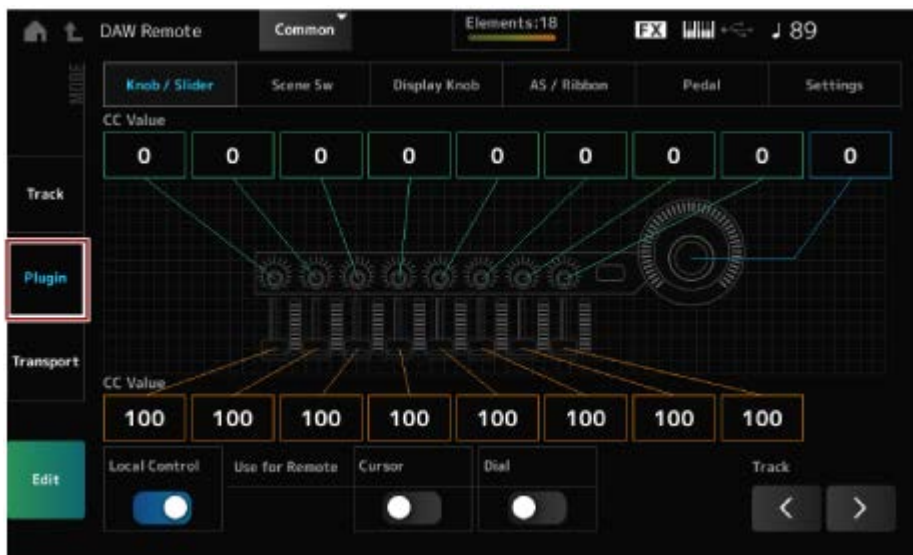 DAW Remote Common Elements:18 FX ♩ 89
MODE
Knob / Slider Scene Sw Display Knob AS / Ribbon Pedal Settings
CC Value
0 0 0 0 0 0 0 0 0
Track
Plugin
Transport
CC Value
100 100 100 100 100 100 100 100
Edit
Local Control Use for Remote Cursor Dial Track
< >